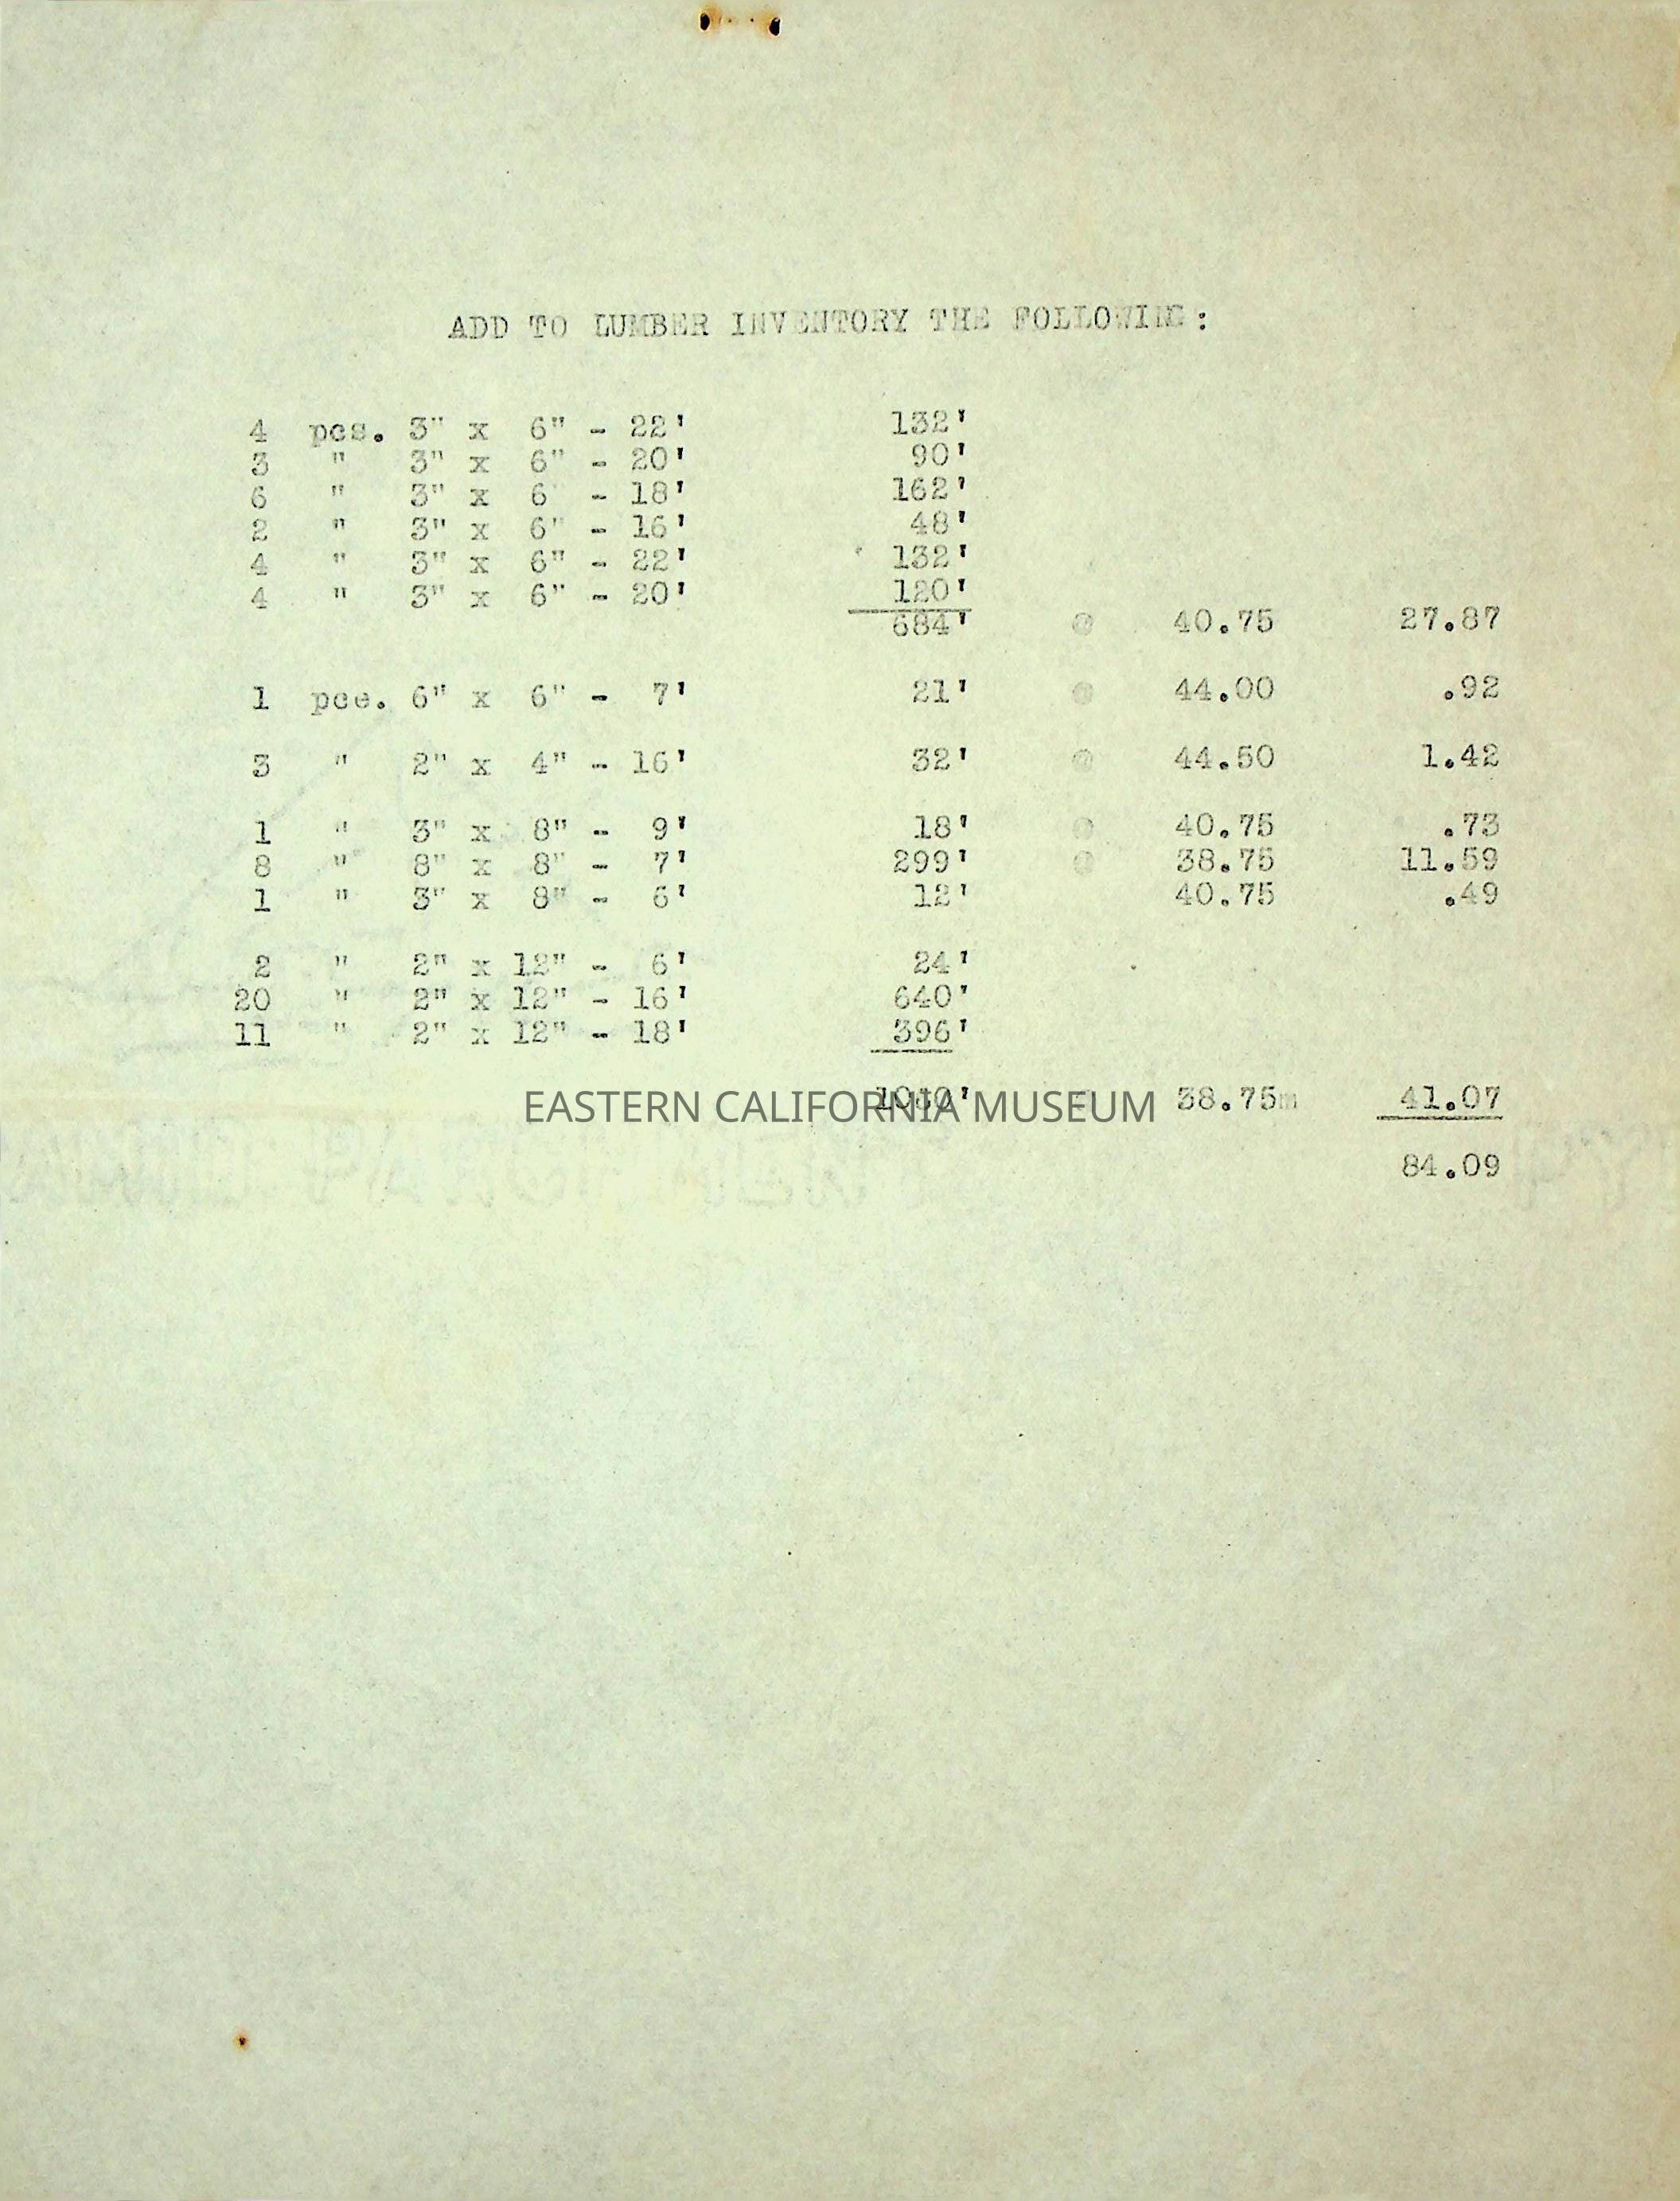 ADD TO LUMBER INVENTORY THE FOLLOWING:
4 pcs. 3" x 6" - 22' 132'
3 " 3" x 6" - 20' 90'
6 " 3" x 6 - 18' 162'
2 " 3" x 6" - 16' 48'
4 " 3" x 6" - 22' 132'
4 " 3" x 6" - 20' 120'
684' @ 40.75 27.87
1 pce. 6" x 6" - 7' 21' @ 44.00 .92
3 " 2" x 4" - 16' 32' @ 44.50 1.42
1 " 3" x 8" - 9' 18' @ 40.75 .73
8 " 8" x 8" - 7' 299' @ 38.75 11.59
1 " 3" x 8" - 6' 12' 40.75 .49
2 " 2" x 12" - 6' 24'
20 " 2" x 12" - 16' 640'
11 " 2" x 12" - 18' 396'
38.75m 41.07
EASTERN CALIFORNIA MUSEUM
84.09